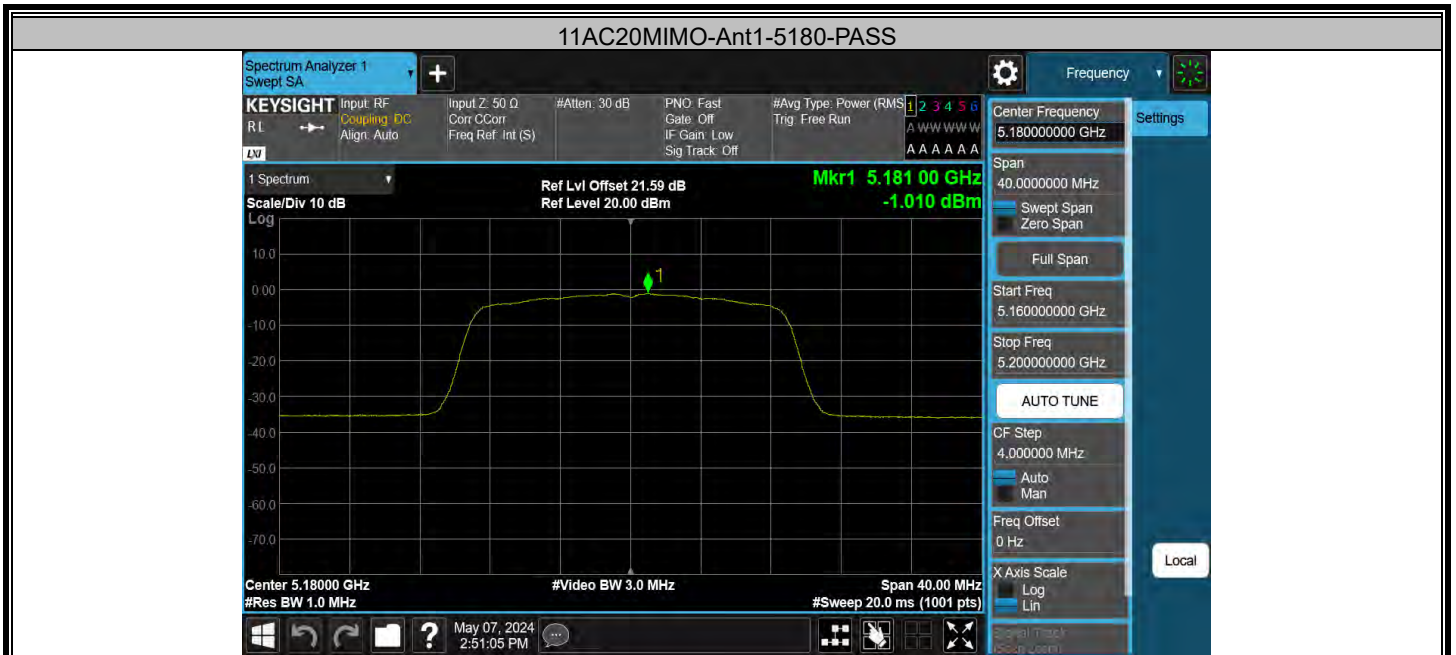 11AC20MIMO-Ant1-5180-PASS
Spectrum Analyzer 1
Swept SA
Frequency
KEYSIGHT
RL
LXI
Input: RF
Coupling: DC
Align: Auto
Input Z: 50 Ω
Corr CCorr
Freq Ref: Int (S)
#Atten: 30 dB
PNO: Fast
Gate: Off
IF Gain: Low
Sig Track: Off
#Avg Type: Power (RMS
Trig: Free Run
1 2 3 4 5 6
A W W W W W
A A A A A A
1 Spectrum
Scale/Div 10 dB
Log
Ref Lvl Offset 21.59 dB
Ref Level 20.00 dBm
Mkr1 5.181 00 GHz
-1.010 dBm
1
10.0
0.00
-10.0
-20.0
-30.0
-40.0
-50.0
-60.0
-70.0
Center 5.18000 GHz
#Res BW 1.0 MHz
#Video BW 3.0 MHz
Span 40.00 MHz
#Sweep 20.0 ms (1001 pts)
Center Frequency
5.180000000 GHz
Settings
Span
40.0000000 MHz
Swept Span
Zero Span
Full Span
Start Freq
5.160000000 GHz
Stop Freq
5.200000000 GHz
AUTO TUNE
CF Step
4.000000 MHz
Auto
Man
Freq Offset
0 Hz
X Axis Scale
Log
Lin
Local
May 07, 2024
2:51:05 PM